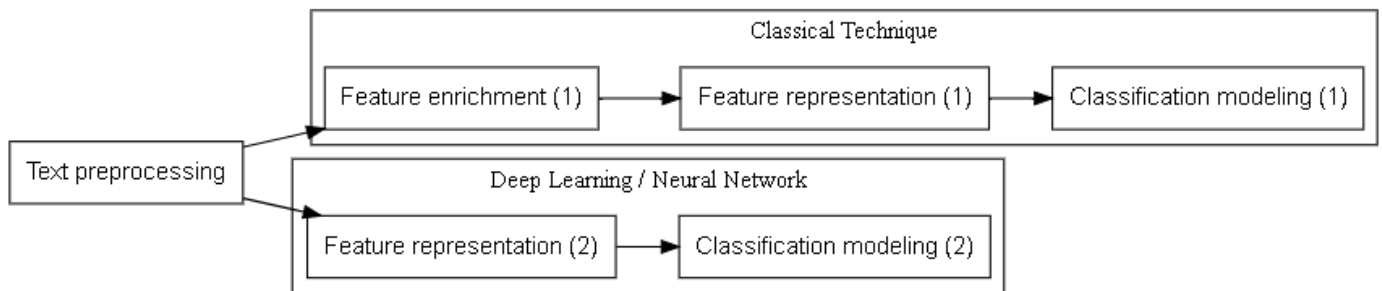 Classical Technique
Feature enrichment (1)
Feature representation (1)
Classification modeling (1)
Text preprocessing
Deep Learning / Neural Network
Feature representation (2)
Classification modeling (2)